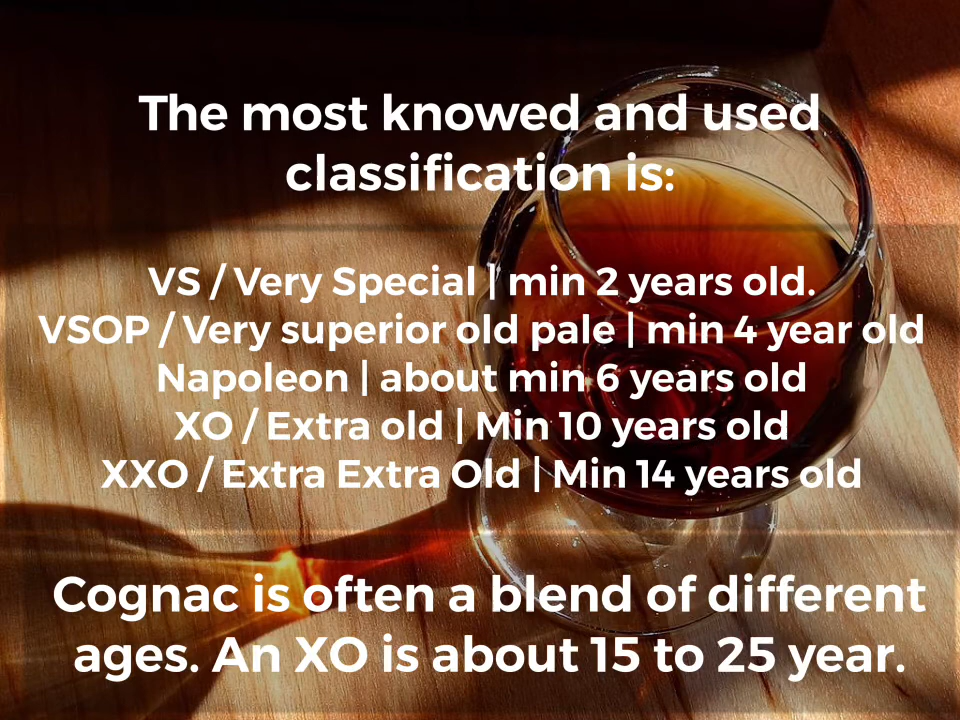 The most knowed and used
classification is:
VS / Very Special | min 2 years old.
VSOP / Very superior old pale | min 4 year old
Napoleon | about min 6 years old
XO / Extra old | Min 10 years old
XXO / Extra Extra Old | Min 14 years old
Cognac is often a blend of different
ages. An XO is about 15 to 25 year.